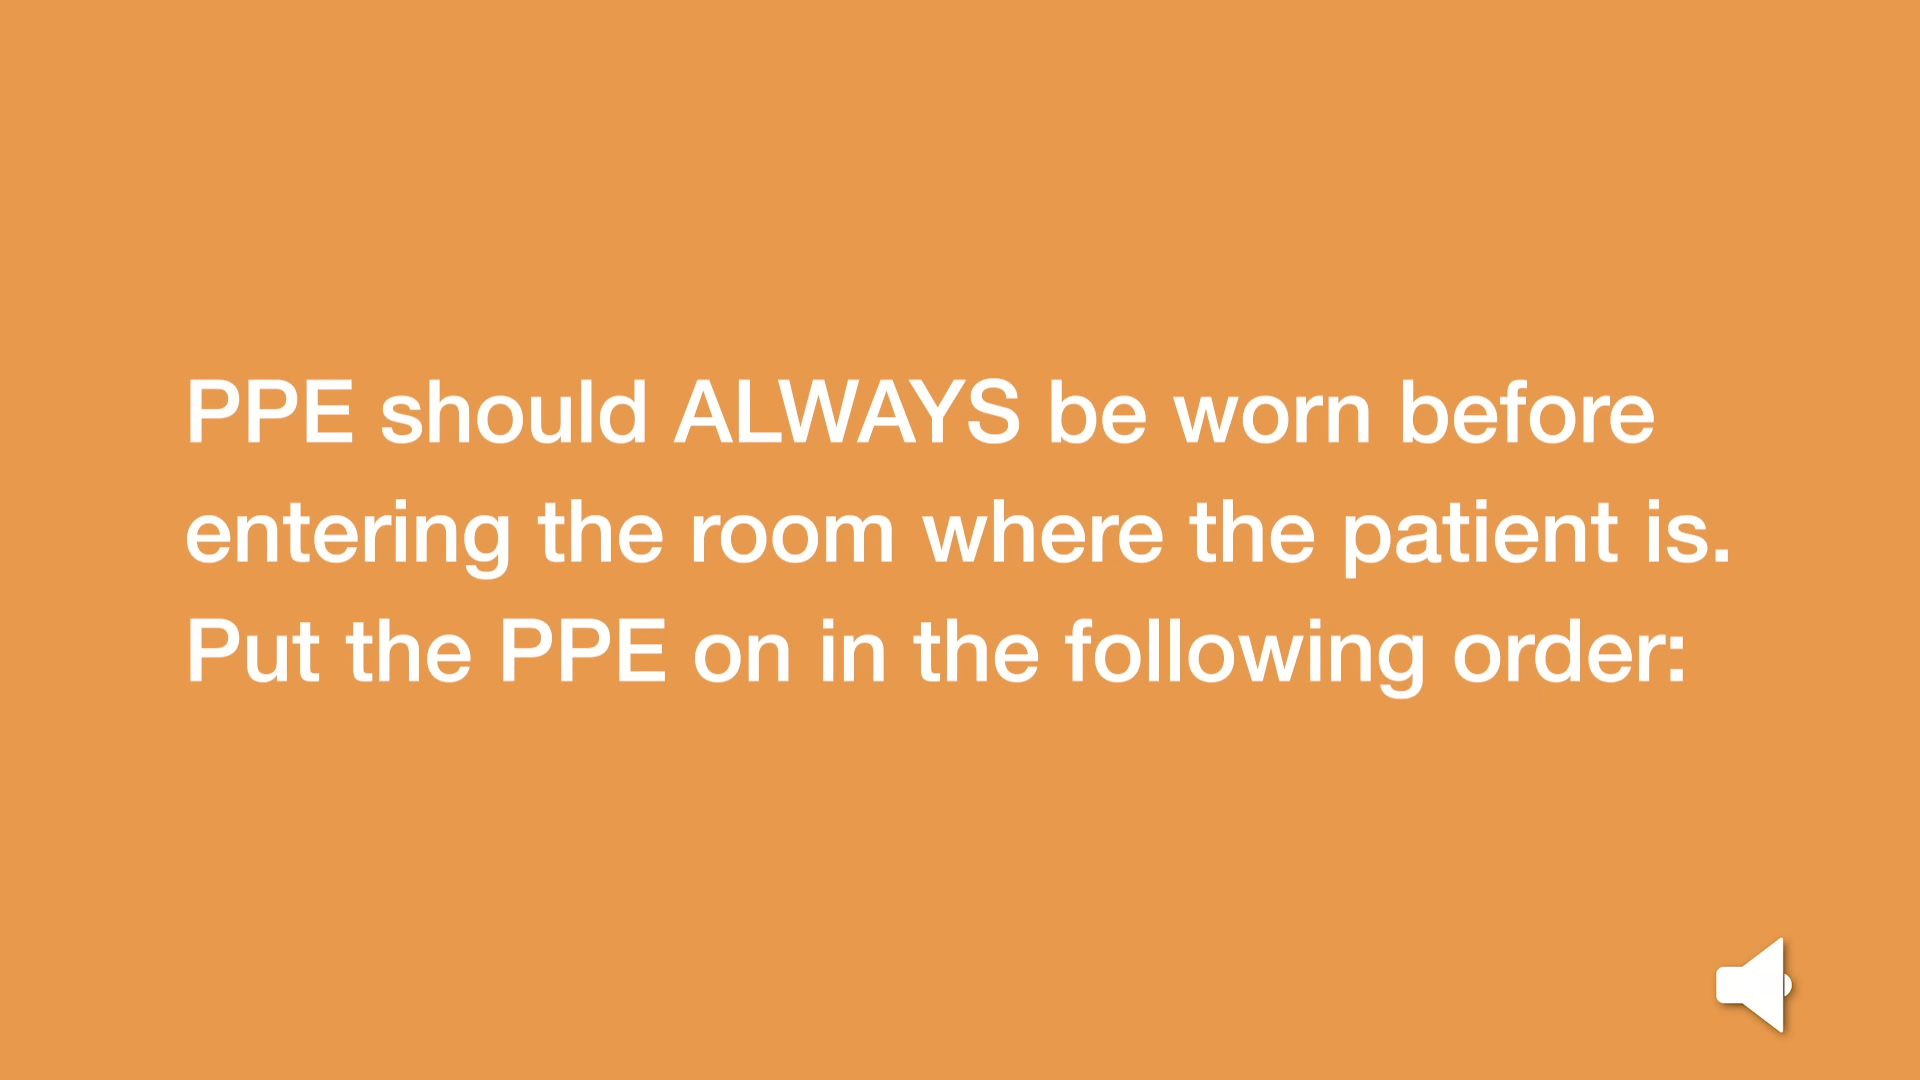 PPE should ALWAYS be worn before
entering the room where the patient is.
Put the PPE on in the following order: